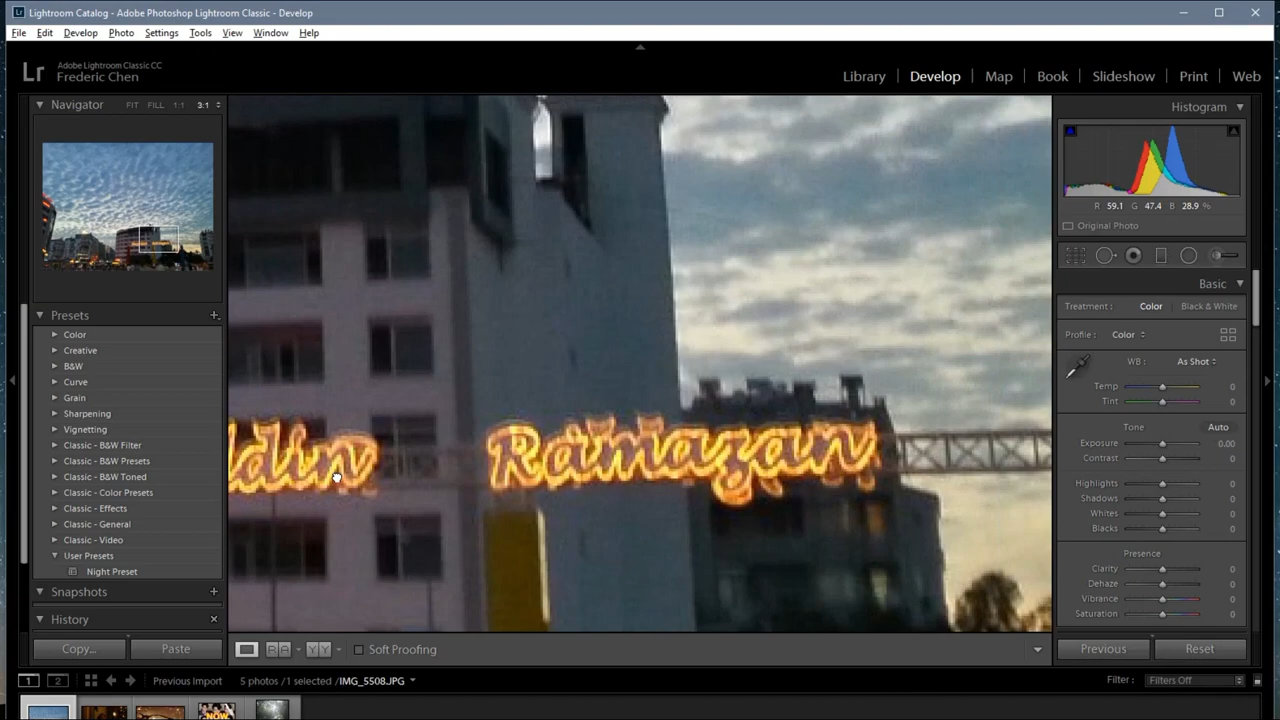 Lr Lightroom Catalog - Adobe Photoshop Lightroom Classic - Develop
File Edit Develop Photo Settings Tools View Window Help
Lr Adobe Lightroom Classic CC
Frederic Chen
Library Develop Map Book Slideshow Print Web
Navigator FIT FILL 1:1 3:1
Presets +
Color
Creative
B&W
Curve
Grain
Sharpening
Vignetting
Classic - B&W Filter
Classic - B&W Presets
Classic - B&W Toned
Classic - Color Presets
Classic - Effects
Classic - General
Classic - Video
User Presets
Night Preset
Snapshots +
History
Copy... Paste
ldin Ramazan
Histogram
R 59.1 G 47.4 B 28.9 %
Original Photo
Basic
Treatment : Color Black & White
Profile : Color
WB : As Shot
Temp 0
Tint 0
Tone Auto
Exposure 0.00
Contrast 0
Highlights 0
Shadows 0
Whites 0
Blacks 0
Presence
Clarity 0
Dehaze 0
Vibrance 0
Saturation 0
Previous Reset
R A Y Y Soft Proofing
1 2 Previous Import 5 photos /1 selected /IMG_5508.JPG
Filter : Filters Off
NOW